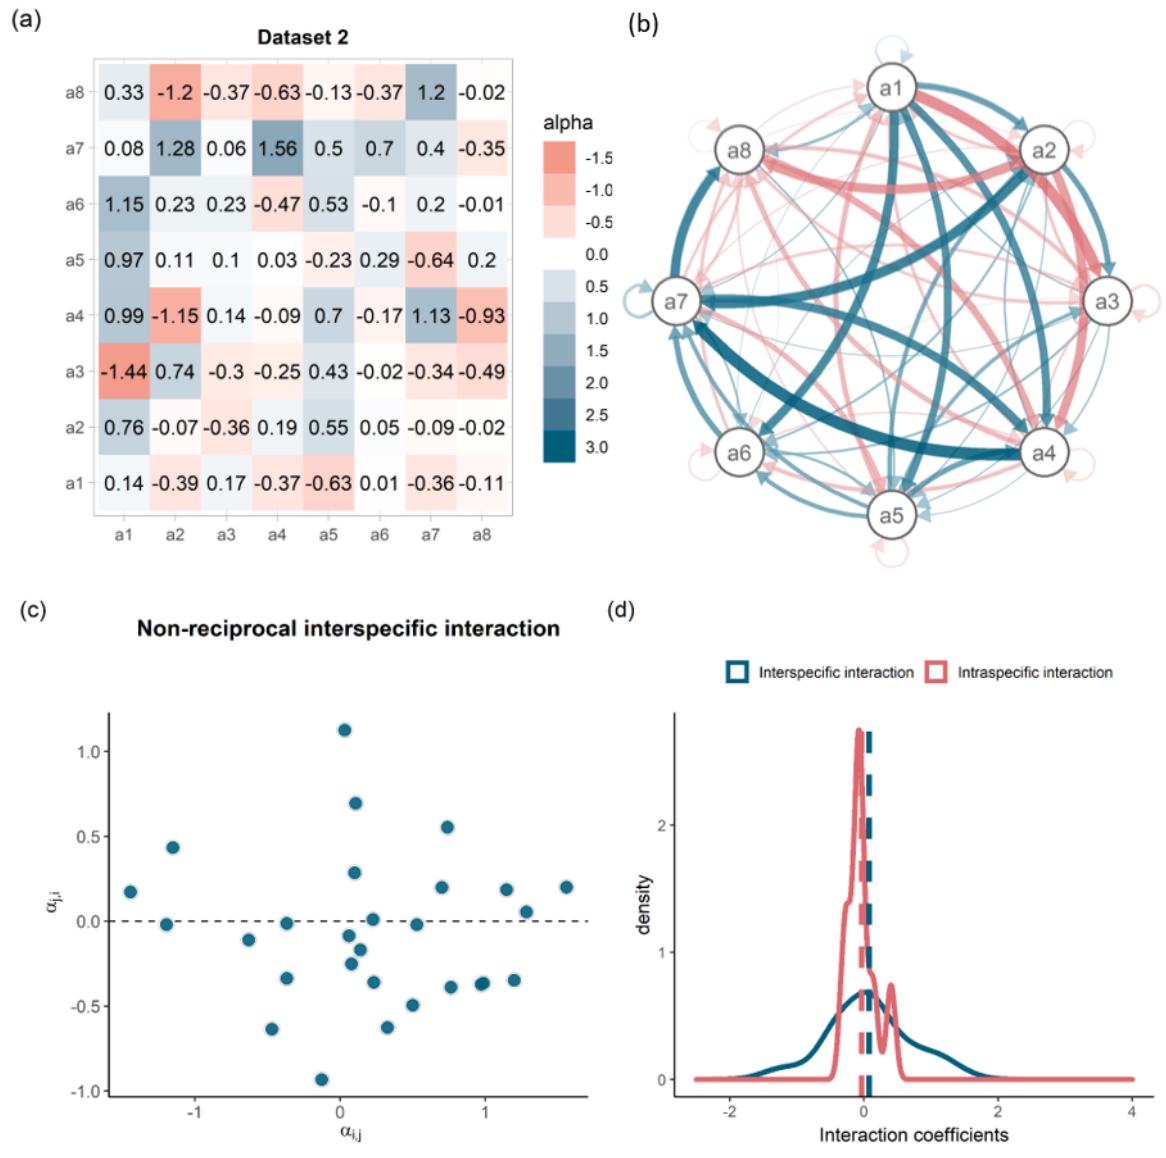 (a)
Dataset 2
a8 0.33 -1.2 -0.37 -0.63 -0.13 -0.37 1.2 -0.02
a7 0.08 1.28 0.06 1.56 0.5 0.7 0.4 -0.35
a6 1.15 0.23 0.23 -0.47 0.53 -0.1 0.2 -0.01
a5 0.97 0.11 0.1 0.03 -0.23 0.29 -0.64 0.2
a4 0.99 -1.15 0.14 -0.09 0.7 -0.17 1.13 -0.93
a3 -1.44 0.74 -0.3 -0.25 0.43 -0.02 -0.34 -0.49
a2 0.76 -0.07 -0.36 0.19 0.55 0.05 -0.09 -0.02
a1 0.14 -0.39 0.17 -0.37 -0.63 0.01 -0.36 -0.11
a1 a2 a3 a4 a5 a6 a7 a8
alpha
-1.5
-1.0
-0.5
0.0
0.5
1.0
1.5
2.0
2.5
3.0
(b)
a1
a2
a3
a4
a5
a6
a7
a8
(c)
Non-reciprocal interspecific interaction
1.0
0.5
0.0
-0.5
-1.0
αj,i
-1 0 1
αi,j
(d)
Interspecific interaction Intraspecific interaction
2
1
0
density
-2 0 2 4
Interaction coefficients